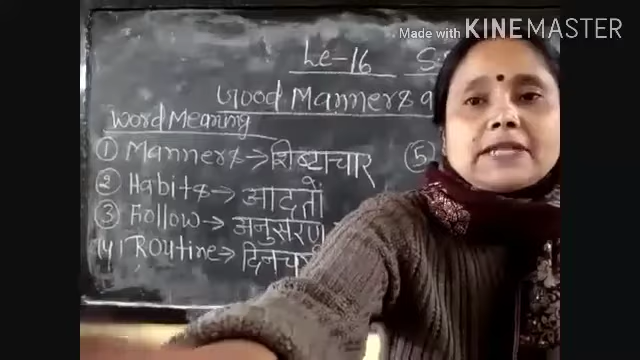 Made with KINEMASTER
Le-16 S
Good Manners
Word Meaning
① Manners → शिष्टाचार ⑤
② Habits → आदतों
③ Follow → अनुसरण
④ Routine → दिनच